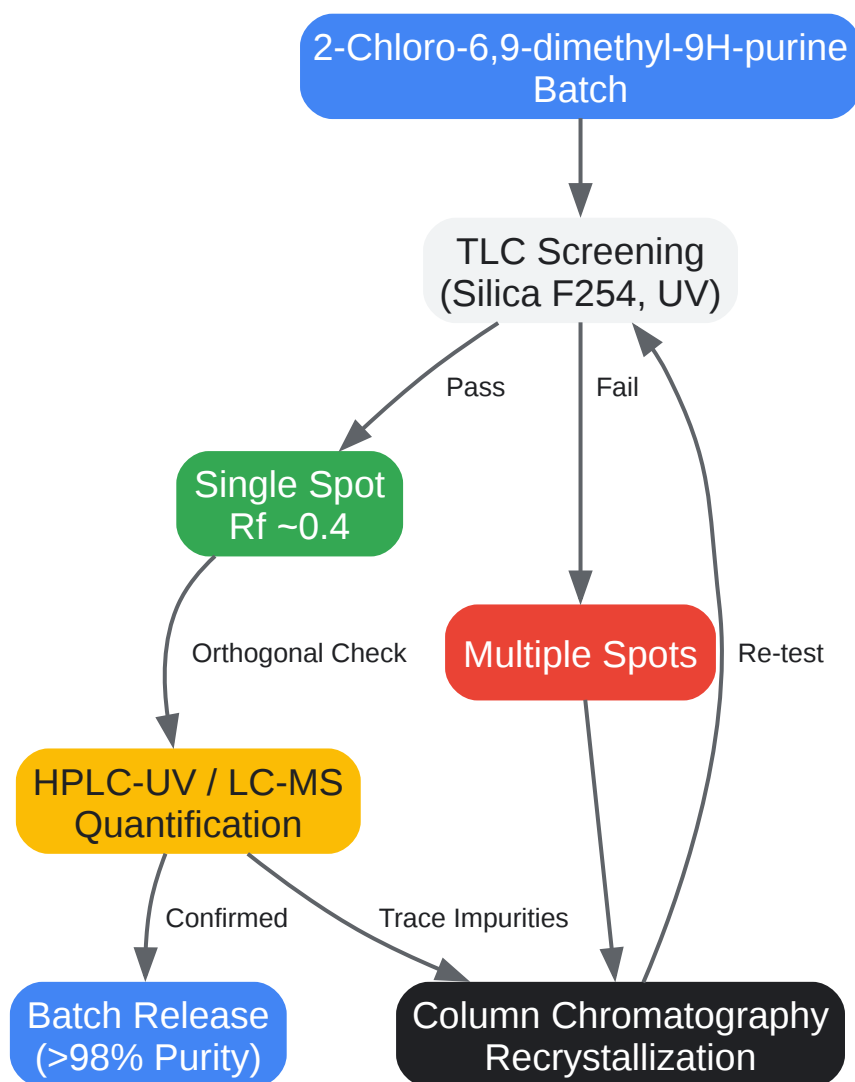 2-Chloro-6,9-dimethyl-9H-purine
Batch
TLC Screening
(Silica F254, UV)
Pass
Fail
Single Spot
Rf ~0.4
Orthogonal Check
Multiple Spots
Re-test
HPLC-UV / LC-MS
Quantification
Confirmed
Trace Impurities
Batch Release
(>98% Purity)
Column Chromatography
Recrystallization